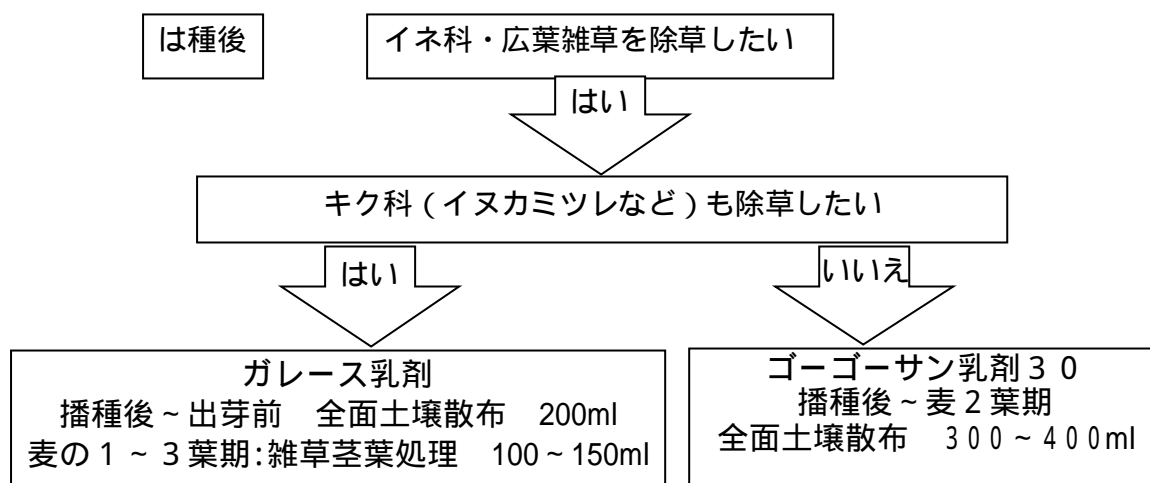 は種後
イネ科・広葉雑草を除草したい
はい
キク科(イヌカミツレなど)も除草したい
はい
いいえ
ガレース乳剤
播種後~出芽前 全面土壌散布 200ml
麦の1~3葉期:雑草茎葉処理 100~150ml
ゴーゴーサン乳剤30
播種後~麦2葉期
全面土壌散布 300~400ml